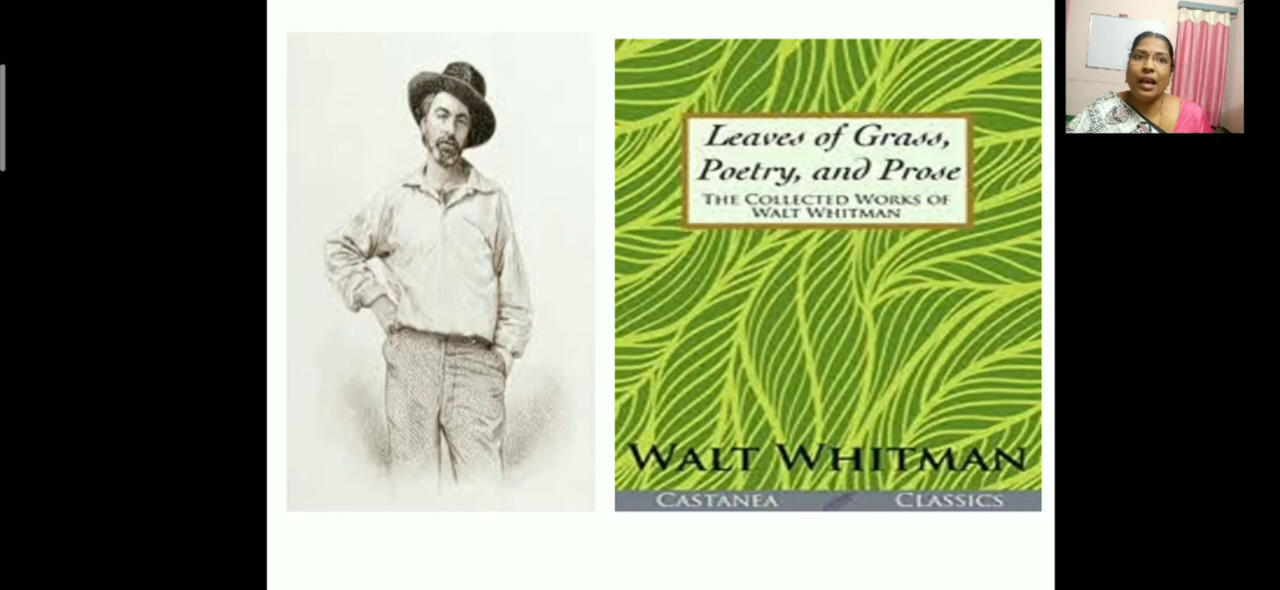 Leaves of Grass,
Poetry, and Prose
The Collected Works of
Walt Whitman
Walt Whitman
Castanea Classics